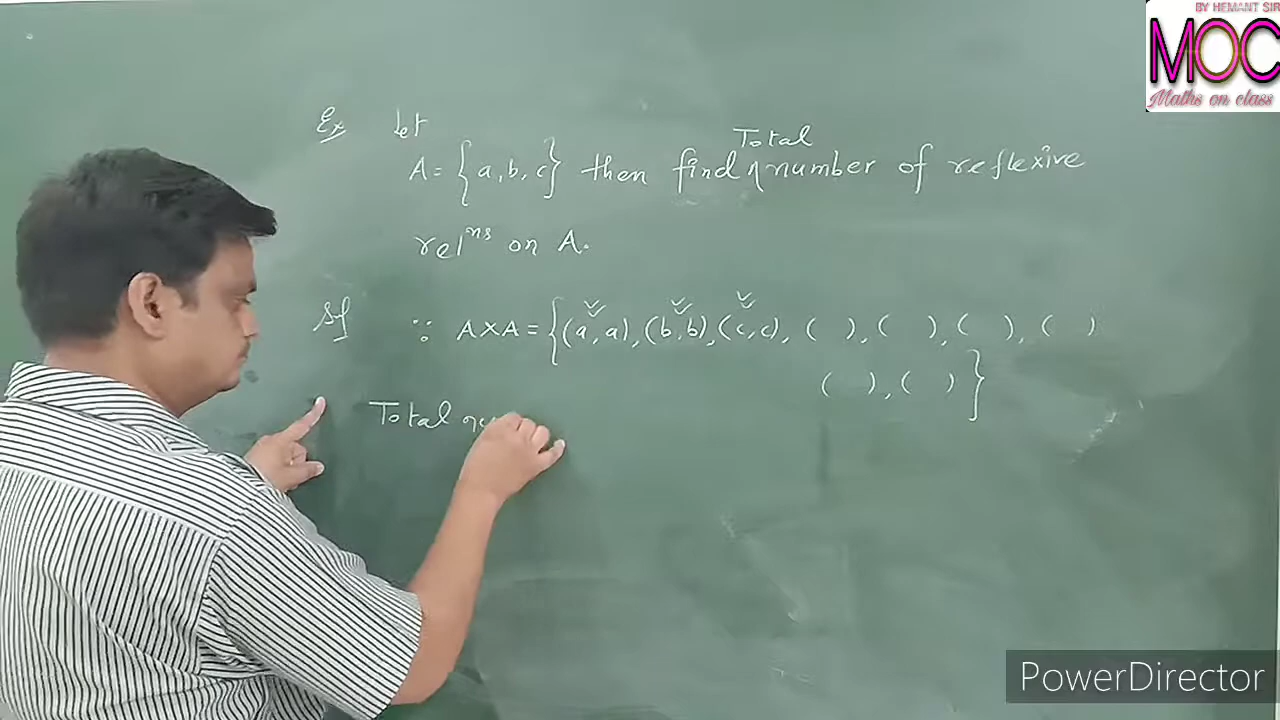 BY HEMANT SIR
MOC
Maths on class
Ex Let
Total
A = {a, b, c} then find number of reflexive
relⁿˢ on A.
Sol ∵ A×A = {(a, a), (b, b), (c, c), ( ), ( ), ( ), ( )
( ), ( )}
Total nu
PowerDirector